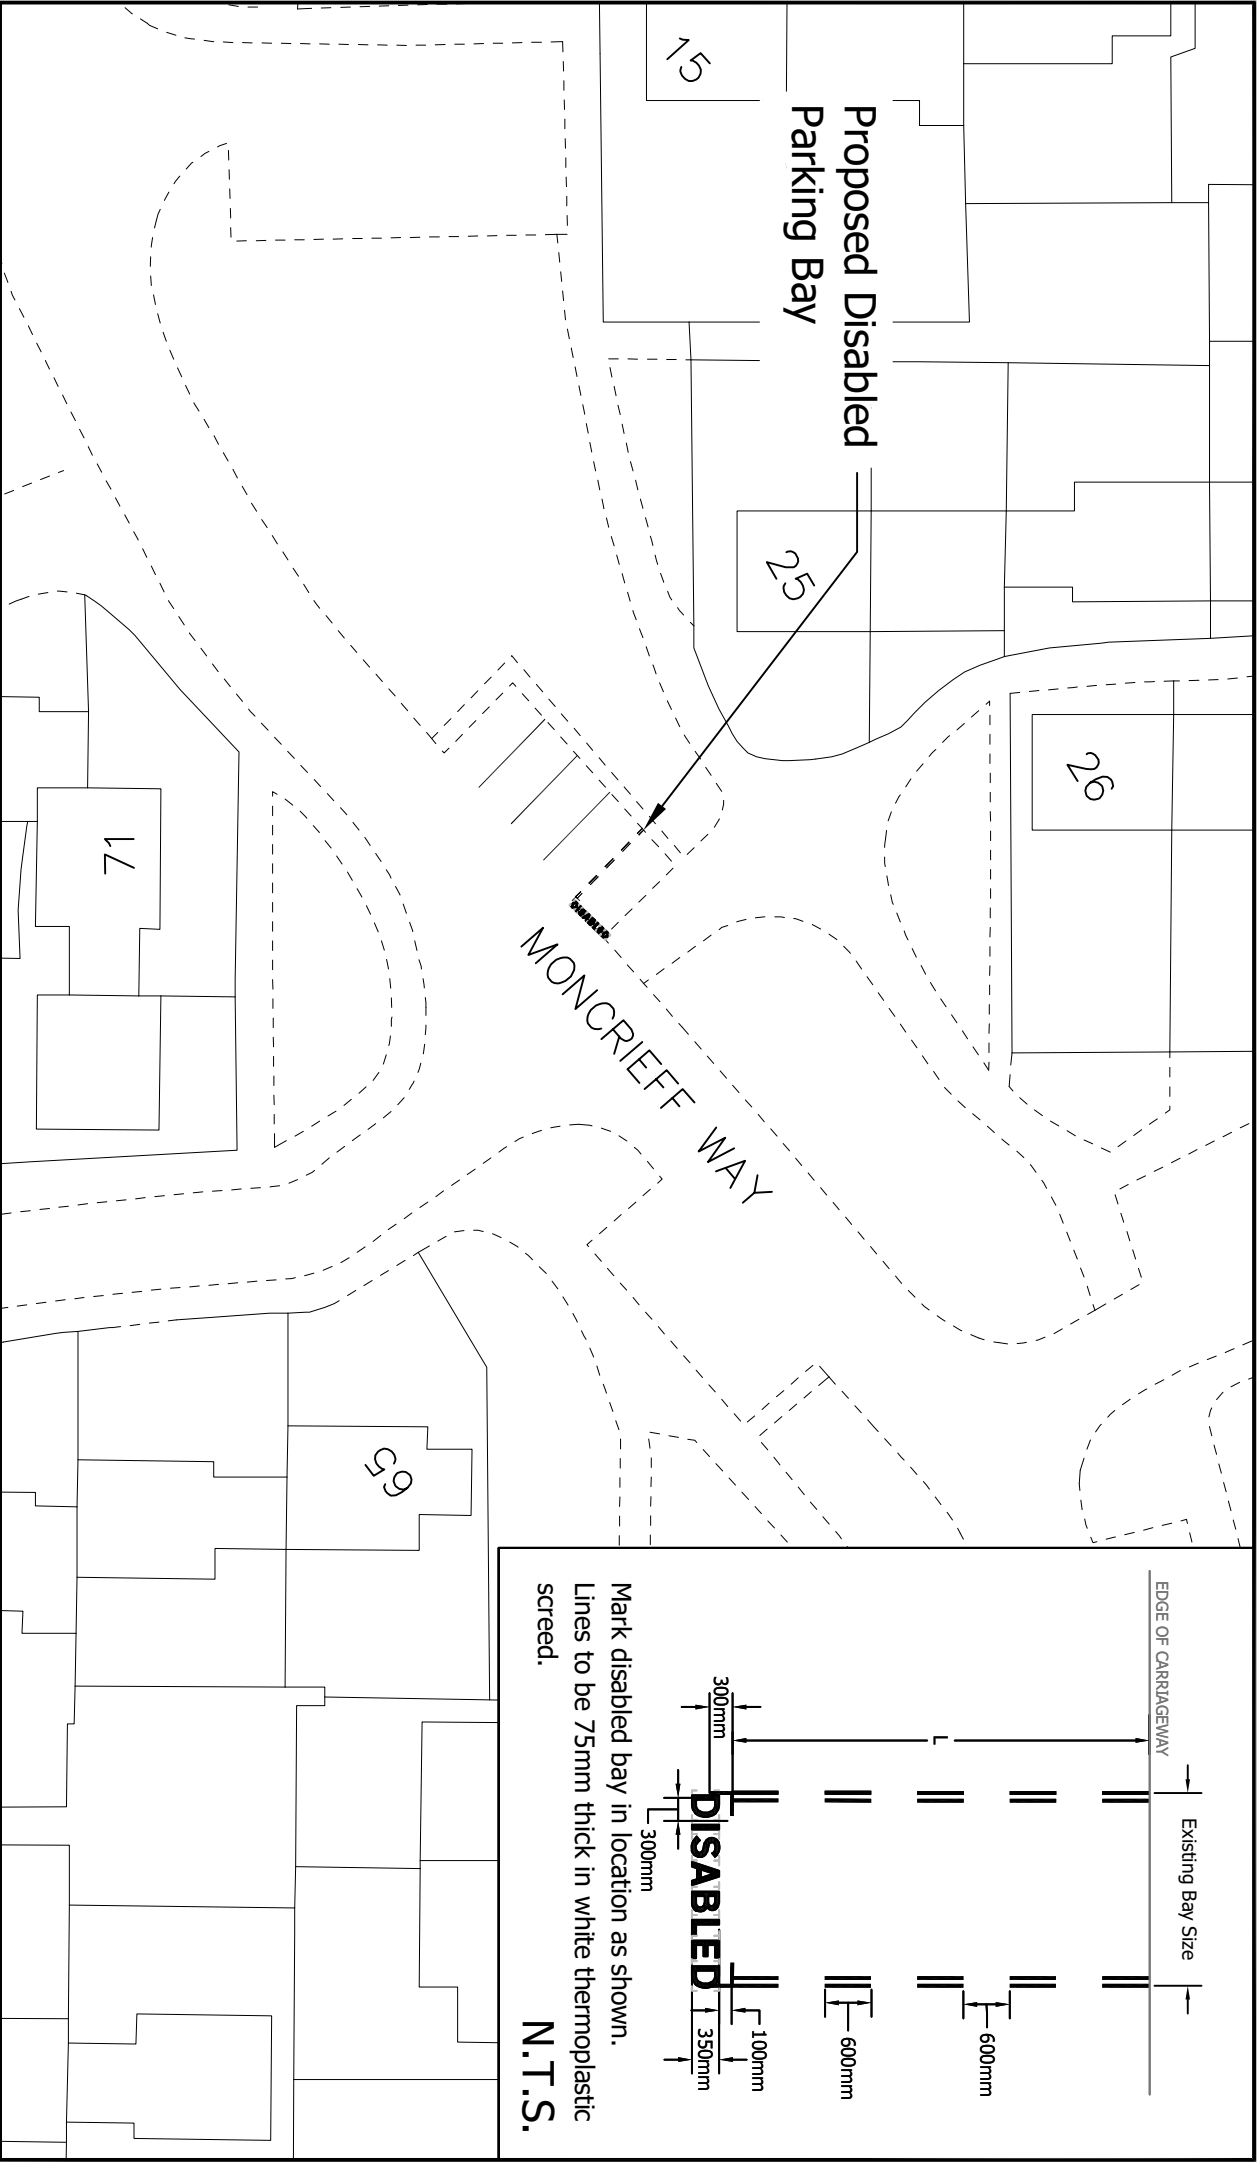 15
Proposed Disabled
Parking Bay
25
26
71
65
DISABLED
MONCRIEFF WAY
EDGE OF CARRIAGEWAY
Existing Bay Size
L
600mm
600mm
100mm
350mm
300mm
300mm
DISABLED
Mark disabled bay in location as shown.
Lines to be 75mm thick in white thermoplastic
screed.
N.T.S.